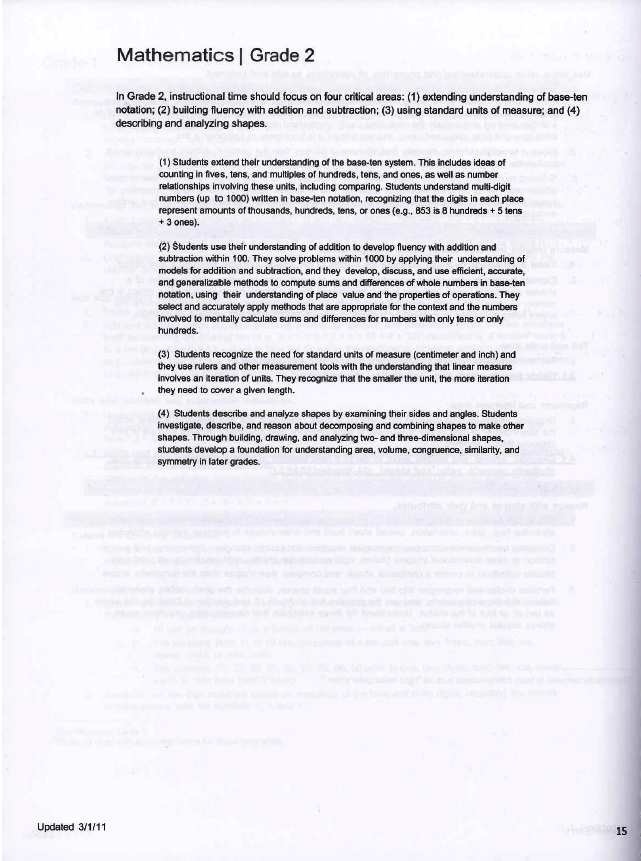 Mathematics | Grade 2
In Grade 2, instructional time should focus on four critical areas: (1) extending understanding of base-ten
notation; (2) building fluency with addition and subtraction; (3) using standard units of measure; and (4)
describing and analyzing shapes.
(1) Students extend their understanding of the base-ten system. This includes ideas of
counting in fives, tens, and multiples of hundreds, tens, and ones, as well as number
relationships involving these units, including comparing. Students understand multi-digit
numbers (up to 1000) written in base-ten notation, recognizing that the digits in each place
represent amounts of thousands, hundreds, tens, or ones (e.g., 853 is 8 hundreds + 5 tens
+ 3 ones).
(2) Students use their understanding of addition to develop fluency with addition and
subtraction within 100. They solve problems within 1000 by applying their understanding of
models for addition and subtraction, and they develop, discuss, and use efficient, accurate,
and generalizable methods to compute sums and differences of whole numbers in base-ten
notation, using their understanding of place value and the properties of operations. They
select and accurately apply methods that are appropriate for the context and the numbers
involved to mentally calculate sums and differences for numbers with only tens or only
hundreds.
(3) Students recognize the need for standard units of measure (centimeter and inch) and
they use rulers and other measurement tools with the understanding that linear measure
involves an iteration of units. They recognize that the smaller the unit, the more iteration
they need to cover a given length.
(4) Students describe and analyze shapes by examining their sides and angles. Students
investigate, describe, and reason about decomposing and combining shapes to make other
shapes. Through building, drawing, and analyzing two- and three-dimensional shapes,
students develop a foundation for understanding area, volume, congruence, similarity, and
symmetry in later grades.
Updated 3/1/11
15